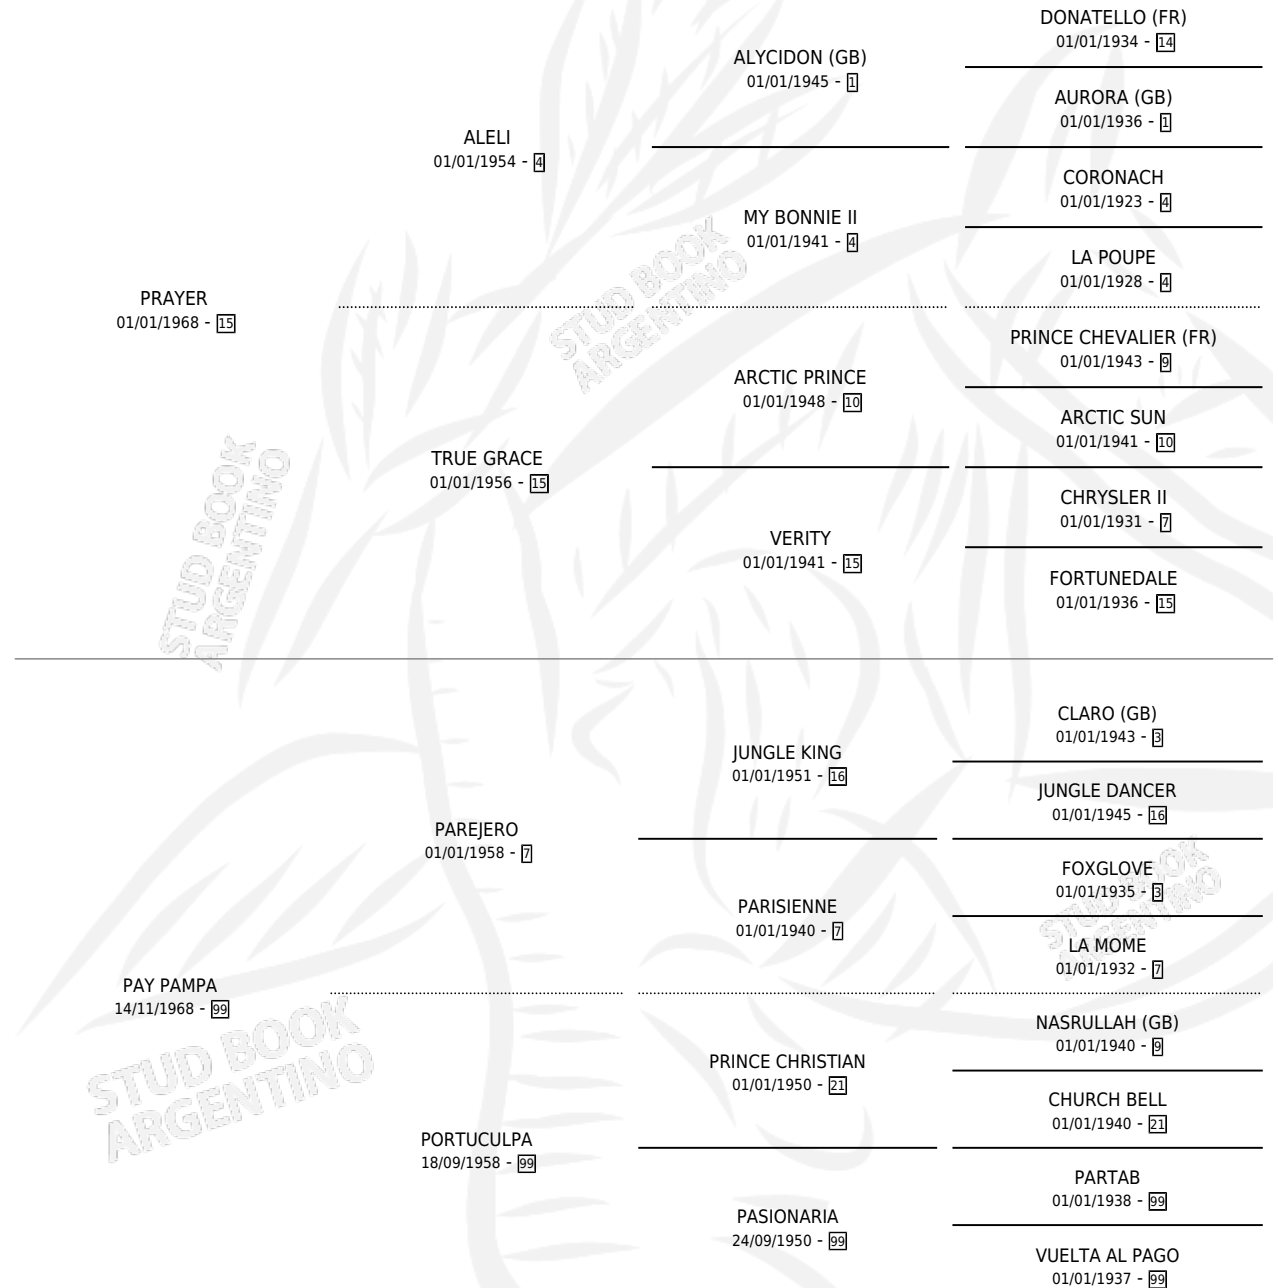 DONATELLO (FR)
01/01/1934 - 14
ALYCIDON (GB)
01/01/1945 - 1
AURORA (GB)
01/01/1936 - 1
ALELI
01/01/1954 - 4
CORONACH
01/01/1923 - 4
MY BONNIE II
01/01/1941 - 4
LA POUPE
01/01/1928 - 4
PRAYER
01/01/1968 - 15
STUD BOOK
ARGENTINO
PRINCE CHEVALIER (FR)
01/01/1943 - 9
ARCTIC PRINCE
01/01/1948 - 10
ARCTIC SUN
01/01/1941 - 10
TRUE GRACE
01/01/1956 - 15
CHRYSLER II
01/01/1931 - 7
VERITY
01/01/1941 - 15
FORTUNEDALE
01/01/1936 - 15
STUD BOOK
ARGENTINO
CLARO (GB)
01/01/1943 - 3
JUNGLE KING
01/01/1951 - 16
JUNGLE DANCER
01/01/1945 - 16
PAREJERO
01/01/1958 - 7
FOXGLOVE
01/01/1935 - 3
PARISIENNE
01/01/1940 - 7
STUD BOOK
ARGENTINO
LA MOME
01/01/1932 - 7
PAY PAMPA
14/11/1968 - 99
NASRULLAH (GB)
01/01/1940 - 9
PRINCE CHRISTIAN
01/01/1950 - 21
STUD BOOK
ARGENTINO
CHURCH BELL
01/01/1940 - 21
PORTUCULPA
18/09/1958 - 99
PARTAB
01/01/1938 - 99
PASIONARIA
24/09/1950 - 99
VUELTA AL PAGO
01/01/1937 - 99